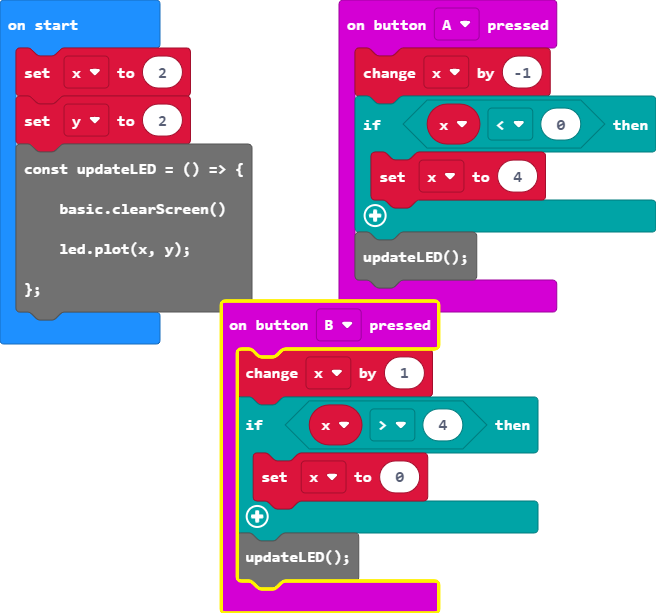 on start
set x to 2
set y to 2
const updateLED = () => {
basic.clearScreen()
led.plot(x, y);
};
on button A pressed
change x by -1
if x < 0 then
set x to 4
updateLED();
on button B pressed
change x by 1
if x > 4 then
set x to 0
updateLED();